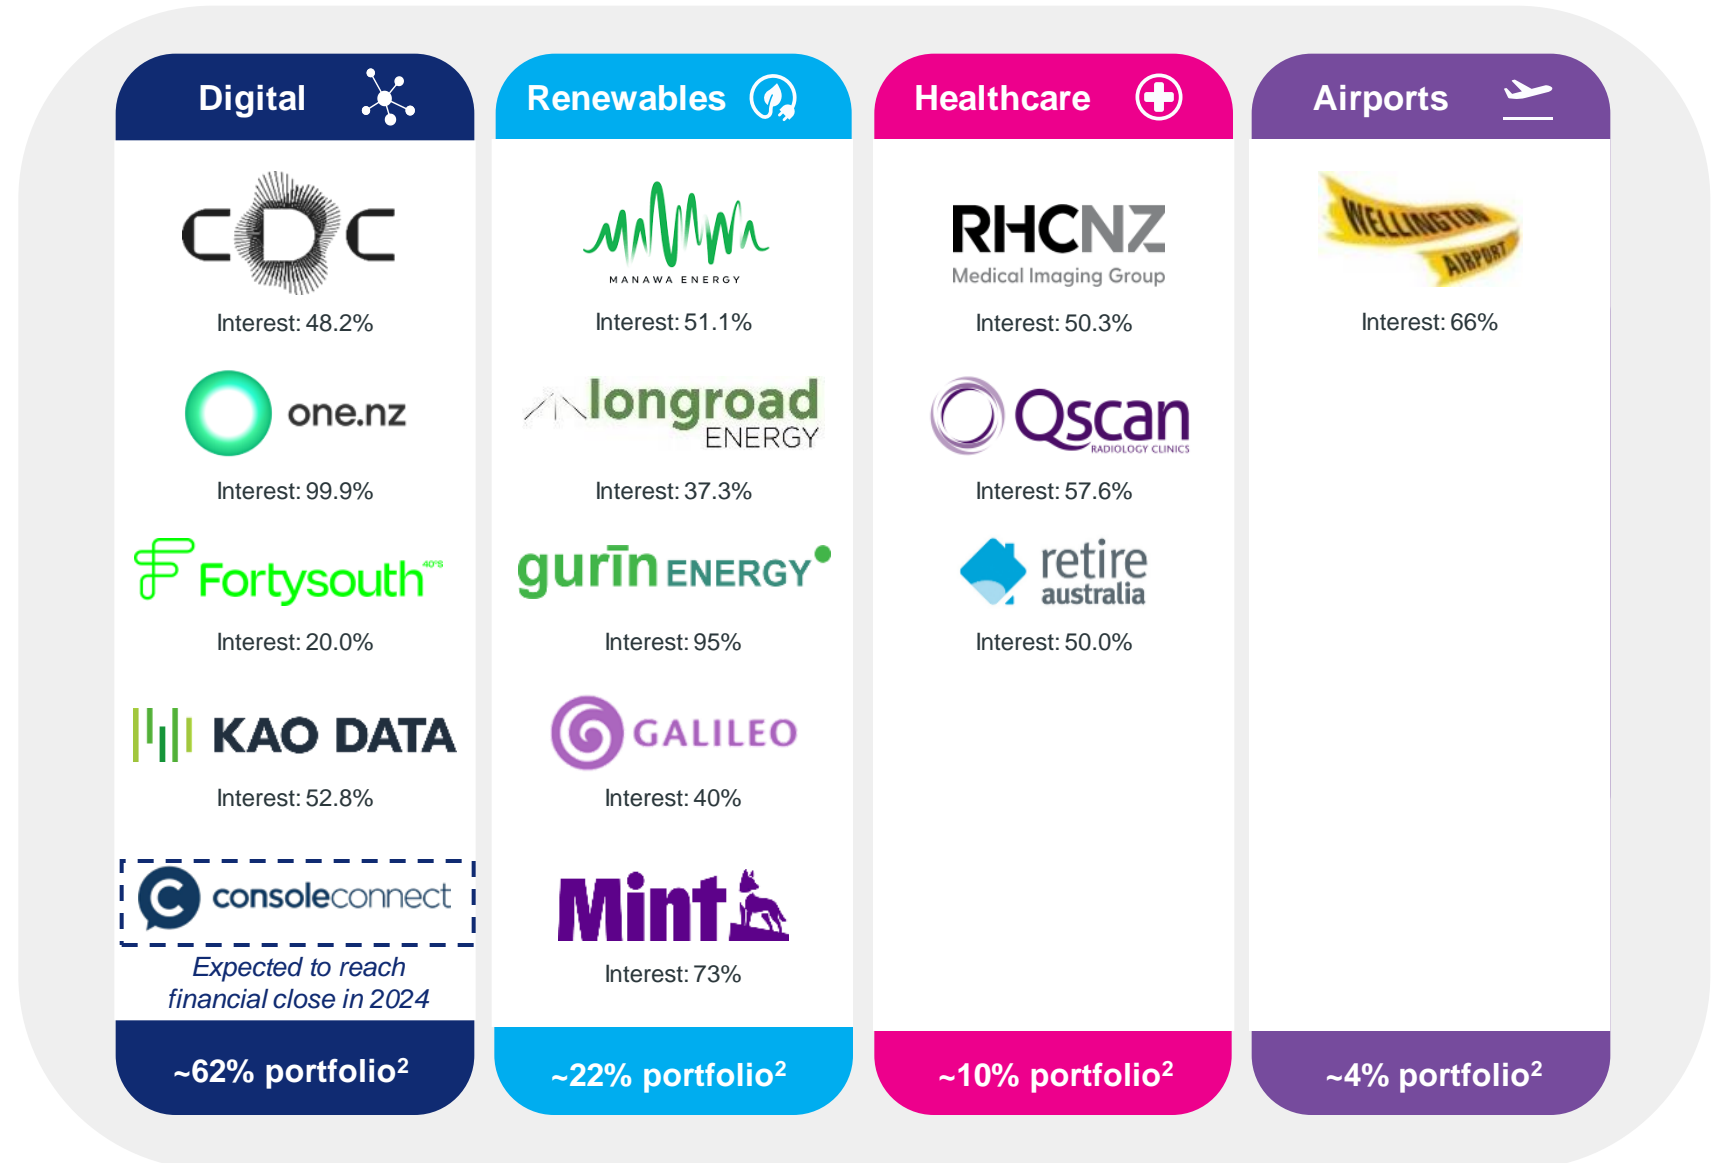 Digital
CDC
Interest: 48.2%
one.nz
Interest: 99.9%
Fortysouth 40°S
Interest: 20.0%
KAO DATA
Interest: 52.8%
consoleconnect
Expected to reach
financial close in 2024
~62% portfolio²
Renewables
MANAWA
MANAWA ENERGY
Interest: 51.1%
longroad
ENERGY
Interest: 37.3%
gurīn ENERGY
Interest: 95%
GALILEO
Interest: 40%
Mint
Interest: 73%
~22% portfolio²
Healthcare
RHCNZ
Medical Imaging Group
Interest: 50.3%
Qscan
RADIOLOGY CLINICS
Interest: 57.6%
retire
australia
Interest: 50.0%
~10% portfolio²
Airports
WELLINGTON
AIRPORT
Interest: 66%
~4% portfolio²